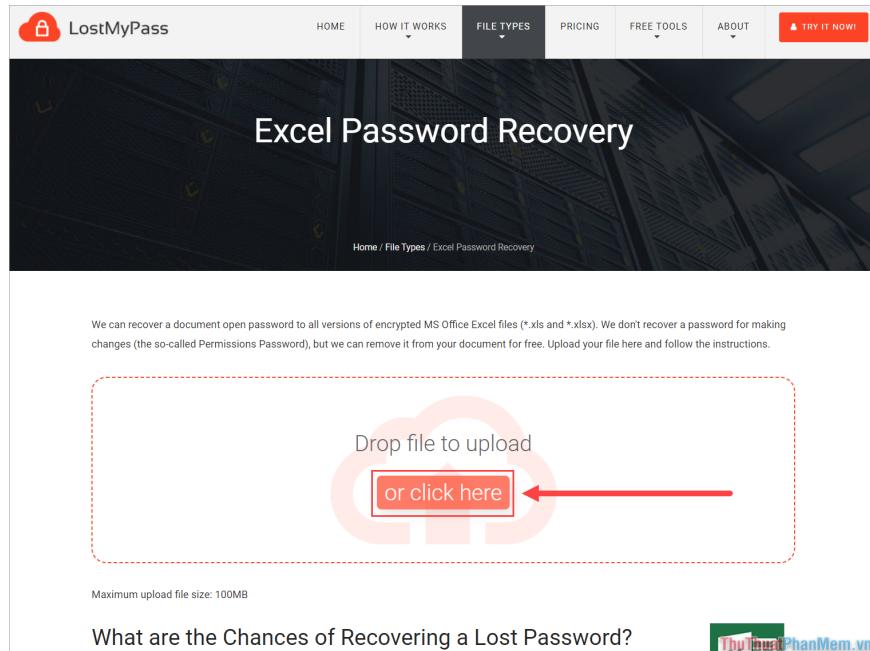 LostMyPass
HOME
HOW IT WORKS
FILE TYPES
PRICING
FREE TOOLS
ABOUT
TRY IT NOW!
Excel Password Recovery
Home / File Types / Excel Password Recovery
We can recover a document open password to all versions of encrypted MS Office Excel files (*.xls and *.xlsx). We don't recover a password for making
changes (the so-called Permissions Password), but we can remove it from your document for free. Upload your file here and follow the instructions.
Drop file to upload
or click here
Maximum upload file size: 100MB
What are the Chances of Recovering a Lost Password?
ThuThuatPhanMem.vn